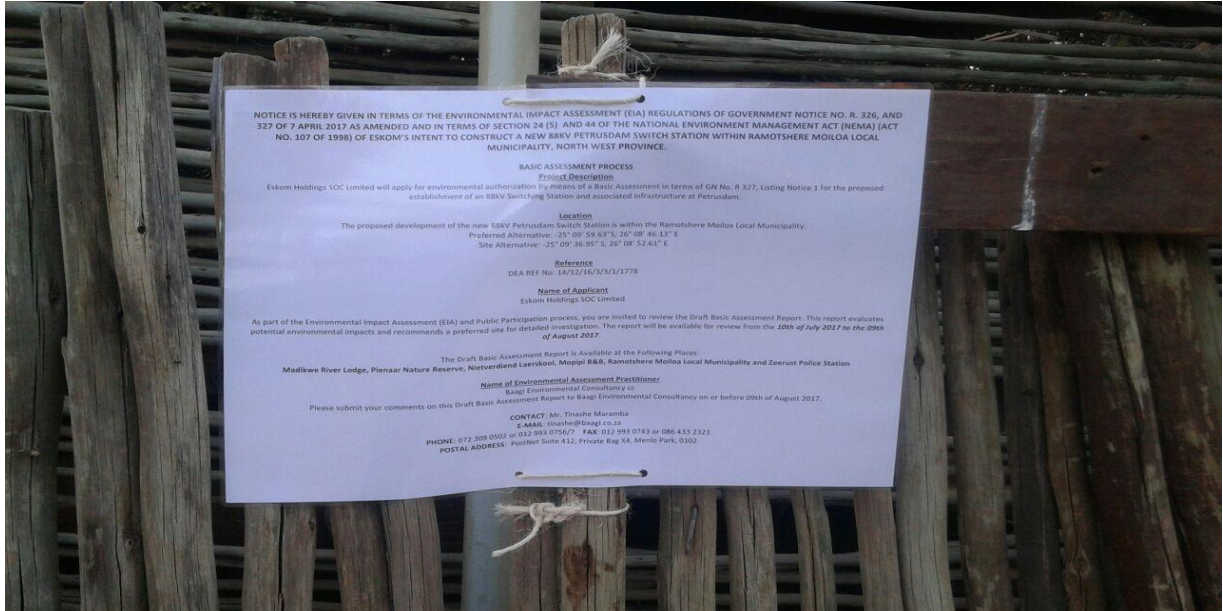 NOTICE IS HEREBY GIVEN IN TERMS OF THE ENVIRONMENTAL IMPACT ASSESSMENT (EIA) REGULATIONS OF GOVERNMENT NOTICE NO. R. 326, AND
327 OF 7 APRIL 2017 AS AMENDED AND IN TERMS OF SECTION 24 (5) AND 44 OF THE NATIONAL ENVIRONMENT MANAGEMENT ACT (NEMA) (ACT
NO. 107 OF 1998) OF ESKOM'S INTENT TO CONSTRUCT A NEW 88KV PETRUSDAM SWITCH STATION WITHIN RAMOTSHERE MOILOA LOCAL
MUNICIPALITY, NORTH WEST PROVINCE.
BASIC ASSESSMENT PROCESS
Project Description
Eskom Holdings SOC Limited will apply for environmental authorization by means of a Basic Assessment in terms of GN No. R 327, Listing Notice 1 for the proposed
establishment of an 88kV Switching Station and associated infrastructure at Petrusdam.
Location
The proposed development of the new 88kV Petrusdam Switch Station is within the Ramotshere Moiloa Local Municipality.
Preferred Alternative: -25° 09' 59.63"S; 26° 08' 46.13" E
Site Alternative: -25° 09' 36.95" S; 26° 08' 52.61" E
Reference
DEA REF No: 14/12/16/3/3/1/1778
Name of Applicant
Eskom Holdings SOC Limited
As part of the Environmental Impact Assessment (EIA) and Public Participation process, you are invited to review the Draft Basic Assessment Report. This report evaluates
potential environmental impacts and recommends a preferred site for detailed investigation. The report will be available for review from the 10th of July 2017 to the 09th
of August 2017.
The Draft Basic Assessment Report is Available at the Following Places:
Madikwe River Lodge, Pienaar Nature Reserve, Nietverdiend Laerskool, Mopipi B&B, Ramotshere Moiloa Local Municipality and Zeerust Police Station
Name of Environmental Assessment Practitioner
Baagi Environmental Consultancy cc
Please submit your comments on this Draft Basic Assessment Report to Baagi Environmental Consultancy on or before 09th of August 2017.
CONTACT: Mr. Tinashe Maramba
E-MAIL: tinashe@baagi.co.za
PHONE: 072 309 0502 or 012 993 0756/7 FAX: 012 993 0743 or 086 433 2321
POSTAL ADDRESS: PostNet Suite 412, Private Bag X4, Menlo Park, 0102